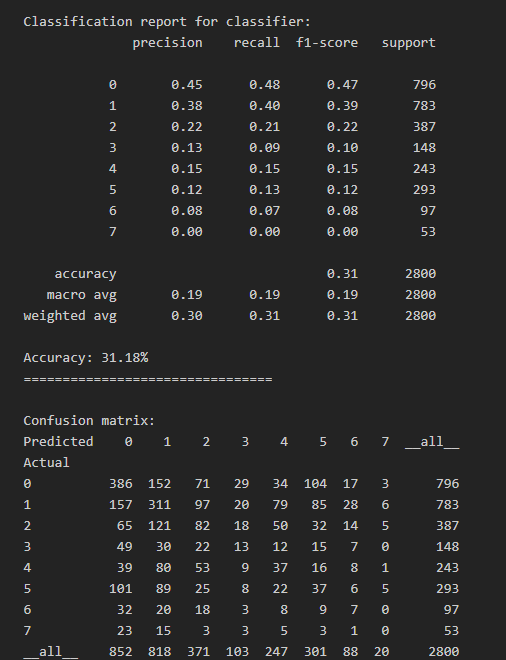 Classification report for classifier:
precision recall f1-score support
0 0.45 0.48 0.47 796
1 0.38 0.40 0.39 783
2 0.22 0.21 0.22 387
3 0.13 0.09 0.10 148
4 0.15 0.15 0.15 243
5 0.12 0.13 0.12 293
6 0.08 0.07 0.08 97
7 0.00 0.00 0.00 53
accuracy 0.31 2800
macro avg 0.19 0.19 0.19 2800
weighted avg 0.30 0.31 0.31 2800
Accuracy: 31.18%
================================
Confusion matrix:
Predicted 0 1 2 3 4 5 6 7 __all__
Actual
0 386 152 71 29 34 104 17 3 796
1 157 311 97 20 79 85 28 6 783
2 65 121 82 18 50 32 14 5 387
3 49 30 22 13 12 15 7 0 148
4 39 80 53 9 37 16 8 1 243
5 101 89 25 8 22 37 6 5 293
6 32 20 18 3 8 9 7 0 97
7 23 15 3 3 5 3 1 0 53
__all__ 852 818 371 103 247 301 88 20 2800